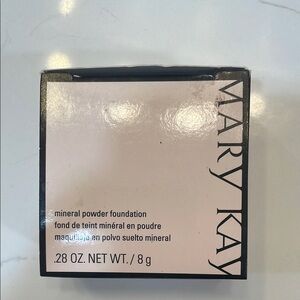 MARY KAY
mineral powder foundation
fond de teint minéral en poudre
maquillaje en polvo suelto mineral
.28 OZ. NET WT. / 8 g